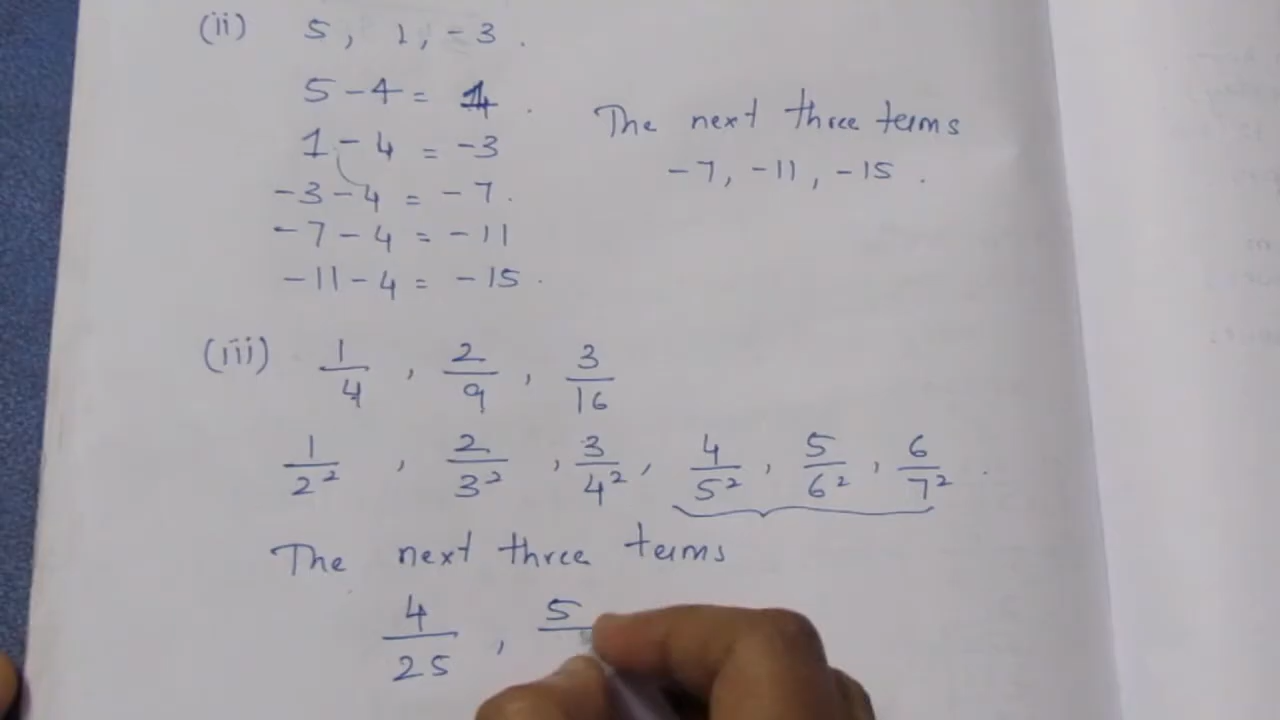 (ii) 5, 1, -3.
5 - 4 = 1.
1 - 4 = -3
-3 - 4 = -7.
-7 - 4 = -11
-11 - 4 = -15.
The next three terms
-7, -11, -15.
(iii) 1/4, 2/9, 3/16
1/2², 2/3², 3/4², 4/5², 5/6², 6/7².
The next three terms
4/25, 5